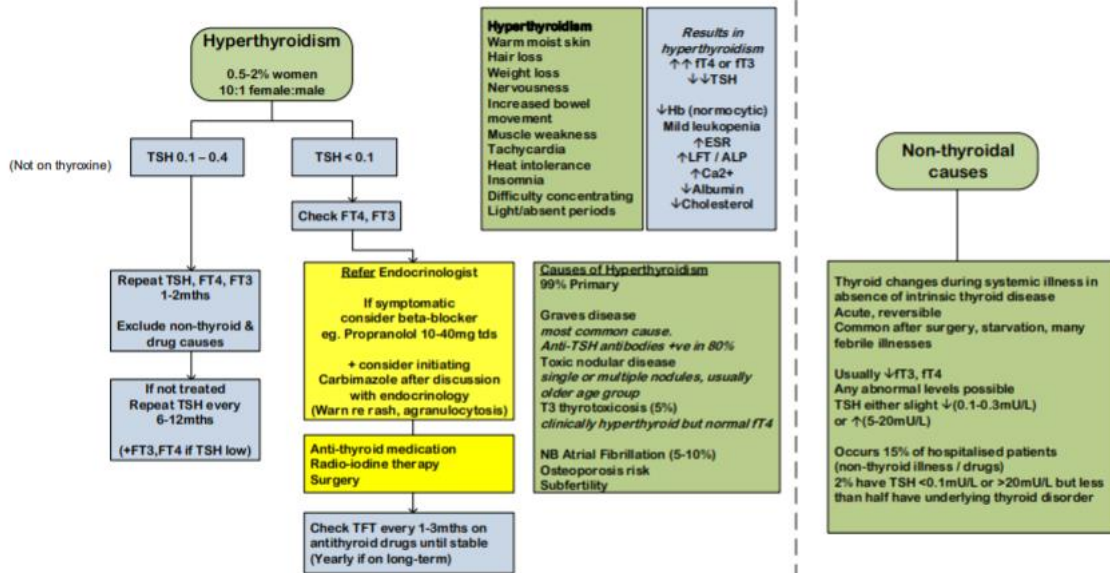 Hyperthyroidism
0.5-2% women
10:1 female:male
(Not on thyroxine)
TSH 0.1 – 0.4
TSH < 0.1
Check FT4, FT3
Repeat TSH, FT4, FT3
1-2mths
Exclude non-thyroid &
drug causes
If not treated
Repeat TSH every
6-12mths
(+FT3,FT4 if TSH low)
Refer Endocrinologist
If symptomatic
consider beta-blocker
eg. Propranolol 10-40mg tds
+ consider initiating
Carbimazole after discussion
with endocrinology
(Warn re rash, agranulocytosis)
Anti-thyroid medication
Radio-iodine therapy
Surgery
Check TFT every 1-3mths on
antithyroid drugs until stable
(Yearly if on long-term)
Hyperthyroidism
Warm moist skin
Hair loss
Weight loss
Nervousness
Increased bowel
movement
Muscle weakness
Tachycardia
Heat intolerance
Insomnia
Difficulty concentrating
Light/absent periods
Results in
hyperthyroidism
↑↑ fT4 or fT3
↓↓TSH
↓Hb (normocytic)
Mild leukopenia
↑ESR
↑LFT / ALP
↑Ca2+
↓Albumin
↓Cholesterol
Causes of Hyperthyroidism
99% Primary
Graves disease
most common cause.
Anti-TSH antibodies +ve in 80%
Toxic nodular disease
single or multiple nodules, usually
older age group
T3 thyrotoxicosis (5%)
clinically hyperthyroid but normal fT4
NB Atrial Fibrillation (5-10%)
Osteoporosis risk
Subfertility
Non-thyroidal
causes
Thyroid changes during systemic illness in
absence of intrinsic thyroid disease
Acute, reversible
Common after surgery, starvation, many
febrile illnesses
Usually ↓fT3, fT4
Any abnormal levels possible
TSH either slight ↓(0.1-0.3mU/L)
or ↑(5-20mU/L)
Occurs 15% of hospitalised patients
(non-thyroid illness / drugs)
2% have TSH <0.1mU/L or >20mU/L but less
than half have underlying thyroid disorder